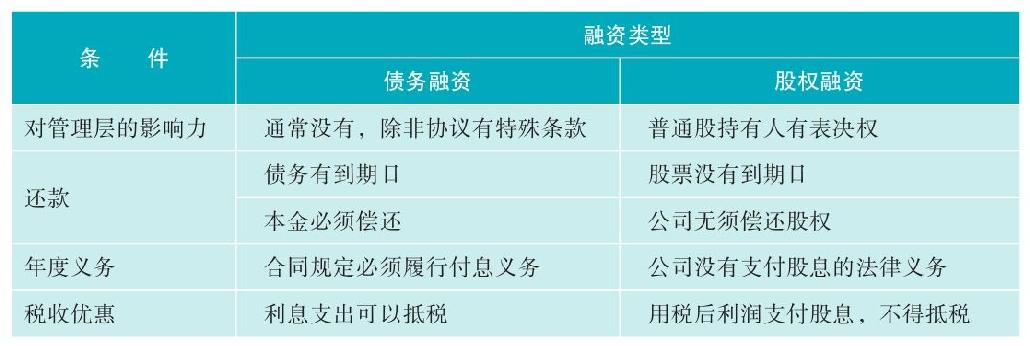 条 件
融资类型
债务融资
股权融资
对管理层的影响力
通常没有，除非协议有特殊条款
普通股持有人有表决权
还款
债务有到期日
股票没有到期日
本金必须偿还
公司无须偿还股权
年度义务
合同规定必须履行付息义务
公司没有支付股息的法律义务
税收优惠
利息支出可以抵税
用税后利润支付股息，不得抵税